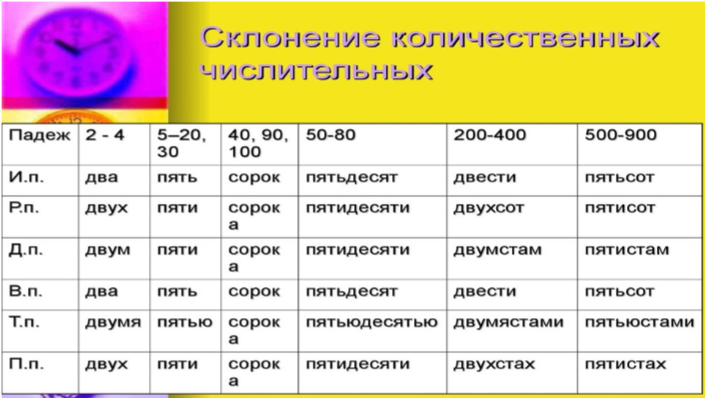 Склонение количественных
числительных
Падеж 2 - 4 5–20, 30 40, 90, 100 50-80 200-400 500-900
И.п. два пять сорок пятьдесят двести пятьсот
Р.п. двух пяти сорок а пятидесяти двухсот пятисот
Д.п. двум пяти сорок а пятидесяти двумстам пятистам
В.п. два пять сорок пятьдесят двести пятьсот
Т.п. двумя пятью сорок а пятьюдесятью двумястами пятьюстами
П.п. двух пяти сорок а пятидесяти двухстах пятистах